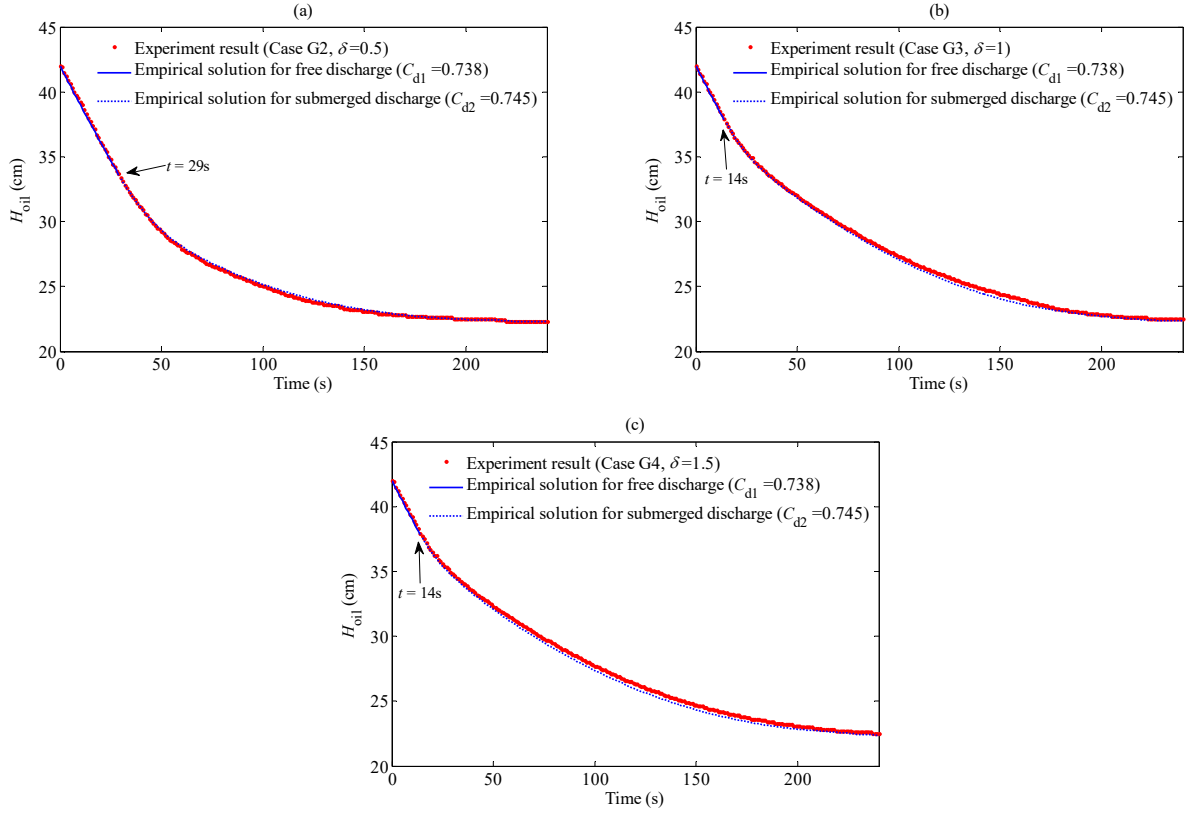 (a)
45
40
35
30
25
20
H_oil (cm)
Experiment result (Case G2, δ=0.5)
Empirical solution for free discharge (C_d1 =0.738)
Empirical solution for submerged discharge (C_d2 =0.745)
t = 29s
0 50 100 150 200
Time (s)
(b)
45
40
35
30
25
20
H_oil (cm)
Experiment result (Case G3, δ=1)
Empirical solution for free discharge (C_d1 =0.738)
Empirical solution for submerged discharge (C_d2 =0.745)
t = 14s
0 50 100 150 200
Time (s)
(c)
45
40
35
30
25
20
H_oil (cm)
Experiment result (Case G4, δ=1.5)
Empirical solution for free discharge (C_d1 =0.738)
Empirical solution for submerged discharge (C_d2 =0.745)
t = 14s
0 50 100 150 200
Time (s)